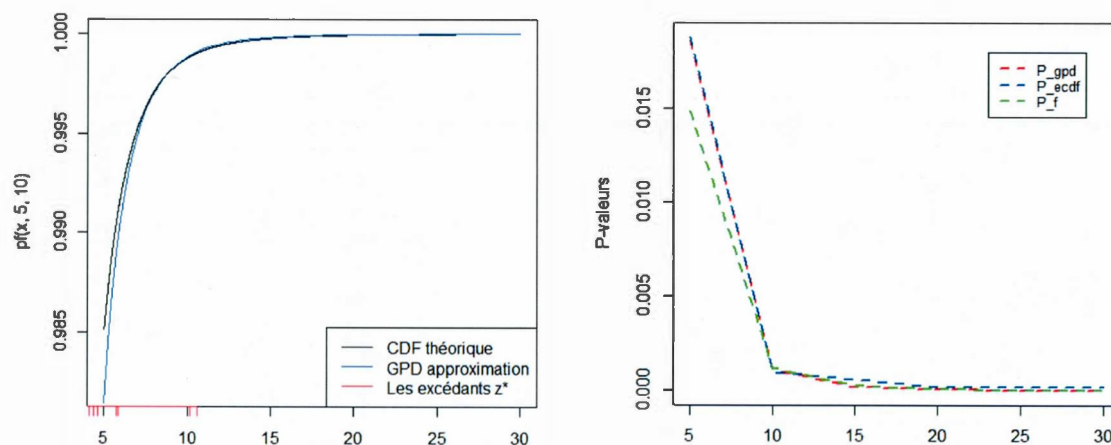 pf(x, 5, 10)
1.000
0.995
0.990
0.985
CDF théorique
GPD approximation
Les excédants z*
5 10 15 20 25 30
P-valeurs
0.015
0.010
0.005
0.000
P_gpd
P_ecdf
P_f
5 10 15 20 25 30